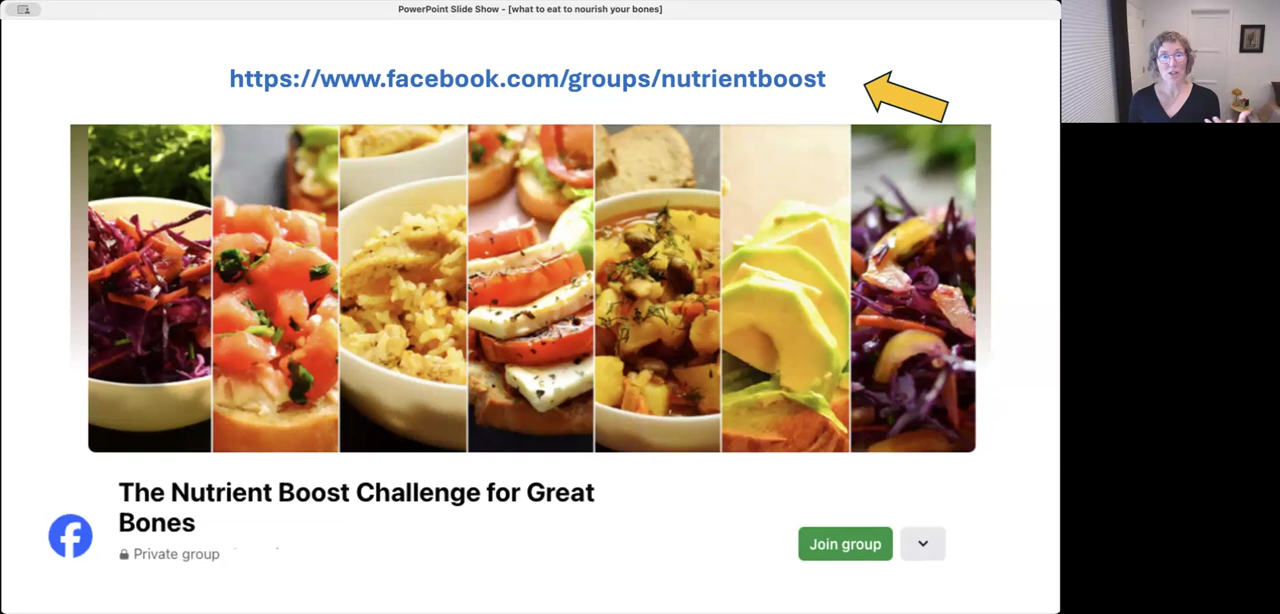 PowerPoint Slide Show - [what to eat to nourish your bones]
https://www.facebook.com/groups/nutrientboost
The Nutrient Boost Challenge for Great
Bones
Private group
Join group